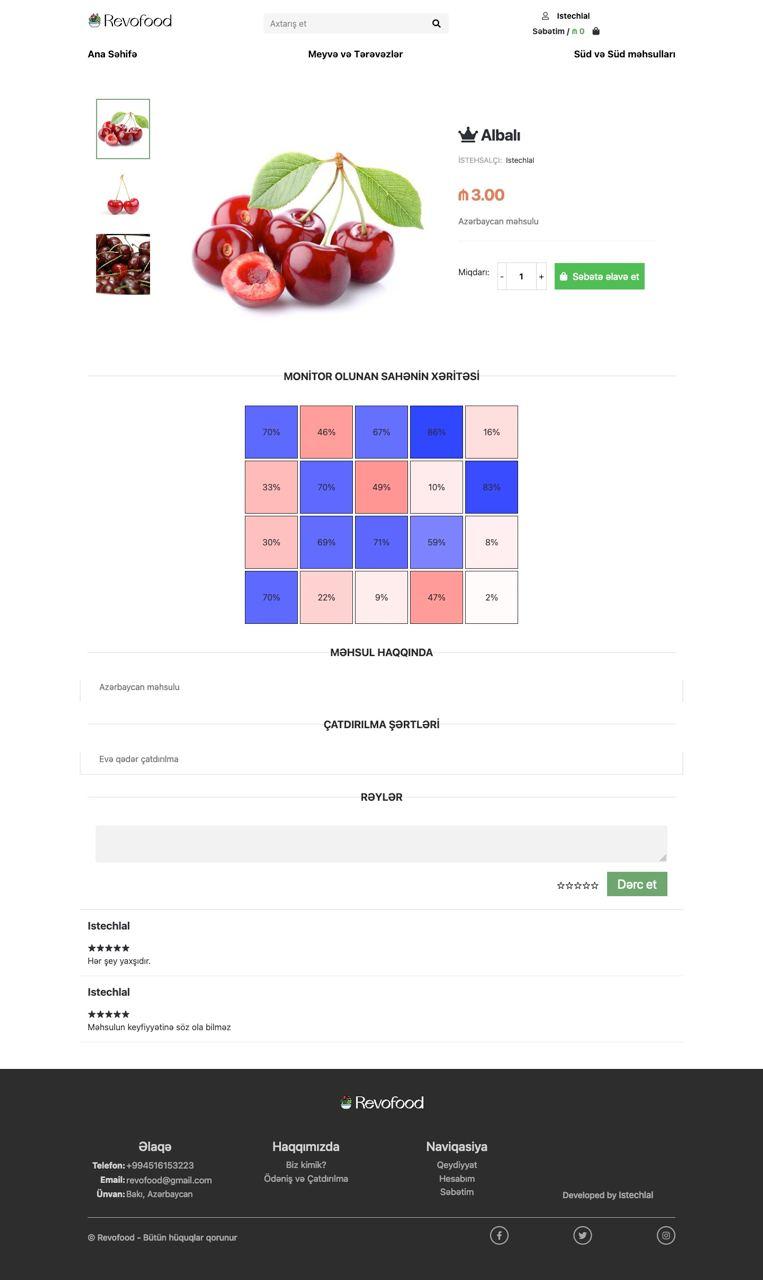 Revofood
Axtarış et
Istechlal
Səbətim / ₼ 0
Ana Səhifə
Meyvə və Tərəvəzlər
Süd və Süd məhsulları
Albalı
İSTEHSALÇI: Istechlal
₼ 3.00
Azərbaycan məhsulu
Miqdarı: - 1 + Səbətə əlavə et
MONİTOR OLUNAN SAHƏNİN XƏRİTƏSİ
70% 46% 67% 86% 16%
33% 70% 49% 10% 83%
30% 69% 71% 59% 8%
70% 22% 9% 47% 2%
MƏHSUL HAQQINDA
Azərbaycan məhsulu
ÇATDIRILMA ŞƏRTLƏRİ
Evə qədər çatdırılma
RƏYLƏR
Dərc et
Istechlal
Hər şey yaxşıdır.
Istechlal
Məhsulun keyfiyyətinə söz ola bilməz
Revofood
Əlaqə
Telefon: +994516153223
Email: revofood@gmail.com
Ünvan: Bakı, Azərbaycan
Haqqımızda
Biz kimik?
Ödəniş və Çatdırılma
Naviqasiya
Qeydiyyat
Hesabım
Səbətim
Developed by Istechlal
© Revofood - Bütün hüquqlar qorunur